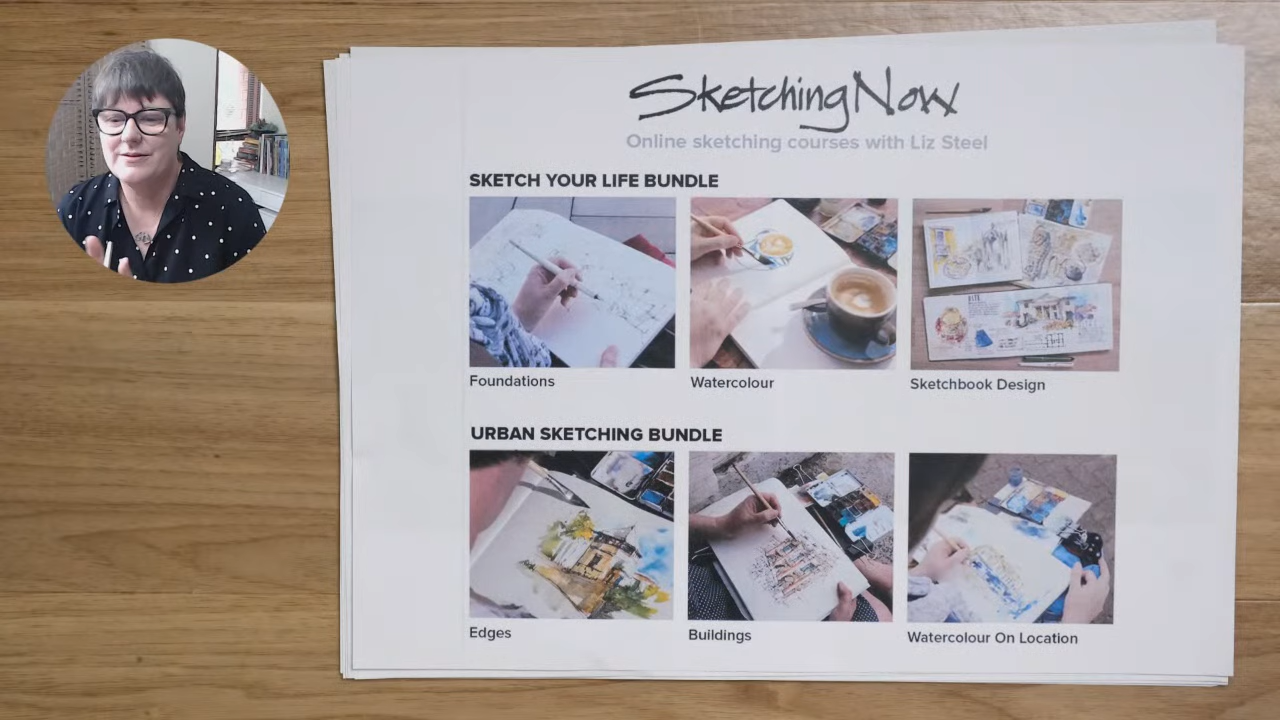 SketchingNow
Online sketching courses with Liz Steel
SKETCH YOUR LIFE BUNDLE
Foundations
Watercolour
Sketchbook Design
URBAN SKETCHING BUNDLE
Edges
Buildings
Watercolour On Location